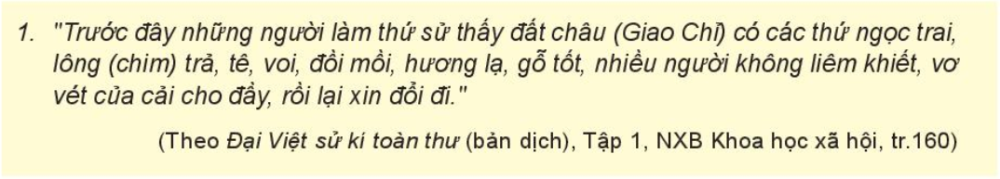 1. "Trước đây những người làm thứ sử thấy đất châu (Giao Chỉ) có các thứ ngọc trai,
lông (chim) trả, tê, voi, đồi mồi, hương lạ, gỗ tốt, nhiều người không liêm khiết, vơ
vét của cải cho đầy, rồi lại xin đổi đi."
(Theo Đại Việt sử kí toàn thư (bản dịch), Tập 1, NXB Khoa học xã hội, tr.160)